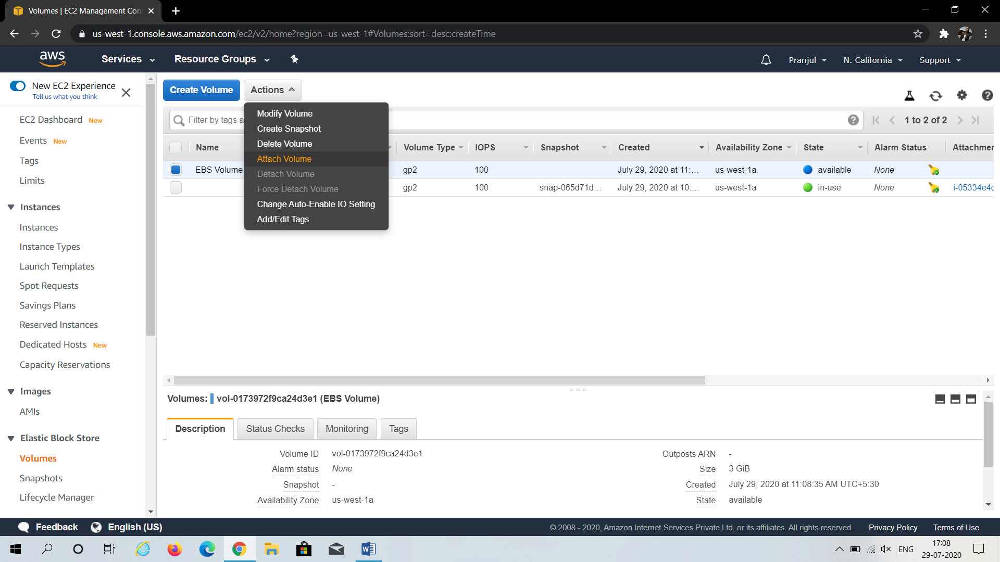 Volumes | EC2 Management Con
us-west-1.console.aws.amazon.com/ec2/v2/home?region=us-west-1#Volumes:sort=desc:createTime
aws
Services
Resource Groups
Pranjul
N. California
Support
New EC2 Experience
Tell us what you think
EC2 Dashboard New
Events New
Tags
Limits
Instances
Instances
Instance Types
Launch Templates
Spot Requests
Savings Plans
Reserved Instances
Dedicated Hosts New
Capacity Reservations
Images
AMIs
Elastic Block Store
Volumes
Snapshots
Lifecycle Manager
Create Volume
Actions
Modify Volume
Create Snapshot
Delete Volume
Attach Volume
Detach Volume
Force Detach Volume
Change Auto-Enable IO Setting
Add/Edit Tags
Filter by tags a
1 to 2 of 2
Name Volume Type IOPS Snapshot Created Availability Zone State Alarm Status Attachmen
EBS Volume gp2 100 July 29, 2020 at 11:... us-west-1a available None
gp2 100 snap-065d71d... July 29, 2020 at 10:... us-west-1a in-use None i-05334e4c
Volumes: vol-0173972f9ca24d3e1 (EBS Volume)
Description
Status Checks
Monitoring
Tags
Volume ID vol-0173972f9ca24d3e1
Alarm status None
Snapshot -
Availability Zone us-west-1a
Outposts ARN -
Size 3 GiB
Created July 29, 2020 at 11:08:35 AM UTC+5:30
State available
Feedback
English (US)
© 2008 - 2020, Amazon Internet Services Private Ltd. or its affiliates. All rights reserved.
Privacy Policy
Terms of Use
ENG
17:08
29-07-2020